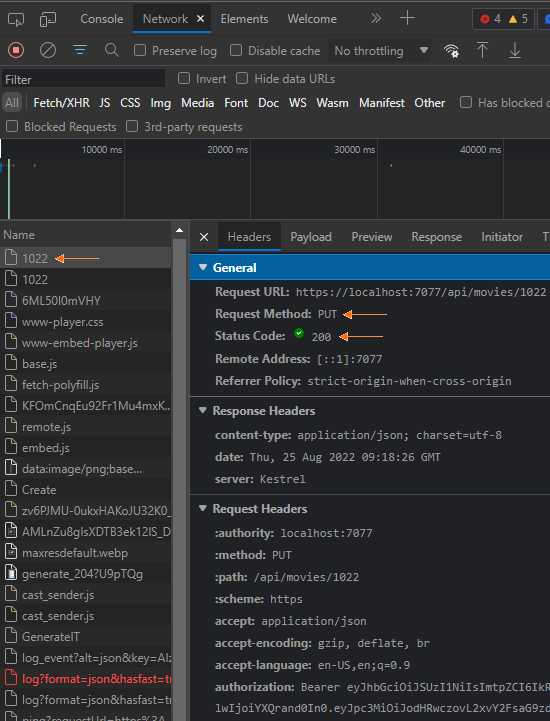 Console Network Elements Welcome 4 5
Preserve log Disable cache No throttling
Filter Invert Hide data URLs
All Fetch/XHR JS CSS Img Media Font Doc WS Wasm Manifest Other Has blocked
Blocked Requests 3rd-party requests
10000 ms 20000 ms 30000 ms 40000 ms
Name
1022
1022
6ML50I0mVHY
www-player.css
www-embed-player.js
base.js
fetch-polyfill.js
KFOmCnqEu92Fr1Mu4mxK...
remote.js
embed.js
data:image/png;base...
Create
zv6PJMU-0ukxHAKoJU32K0_
AMLnZu8gIsXDTB3ek12lS_D
maxresdefault.webp
generate_204?U9pTQg
cast_sender.js
cast_sender.js
GenerateIT
log_event?alt=json&key=AIz
log?format=json&hasfast=tr
log?format=json&hasfast=tr
Headers Payload Preview Response Initiator
General
Request URL: https://localhost:7077/api/movies/1022
Request Method: PUT
Status Code: 200
Remote Address: [::1]:7077
Referrer Policy: strict-origin-when-cross-origin
Response Headers
content-type: application/json; charset=utf-8
date: Thu, 25 Aug 2022 09:18:26 GMT
server: Kestrel
Request Headers
:authority: localhost:7077
:method: PUT
:path: /api/movies/1022
:scheme: https
accept: application/json
accept-encoding: gzip, deflate, br
accept-language: en-US,en;q=0.9
authorization: Bearer eyJhbGciOiJSUzI1NiIsImtpZCI6IkR
lwIjoiYXQrand0In0.eyJpc3MiOiJodHRwczovL2xvY2FsaG9zd